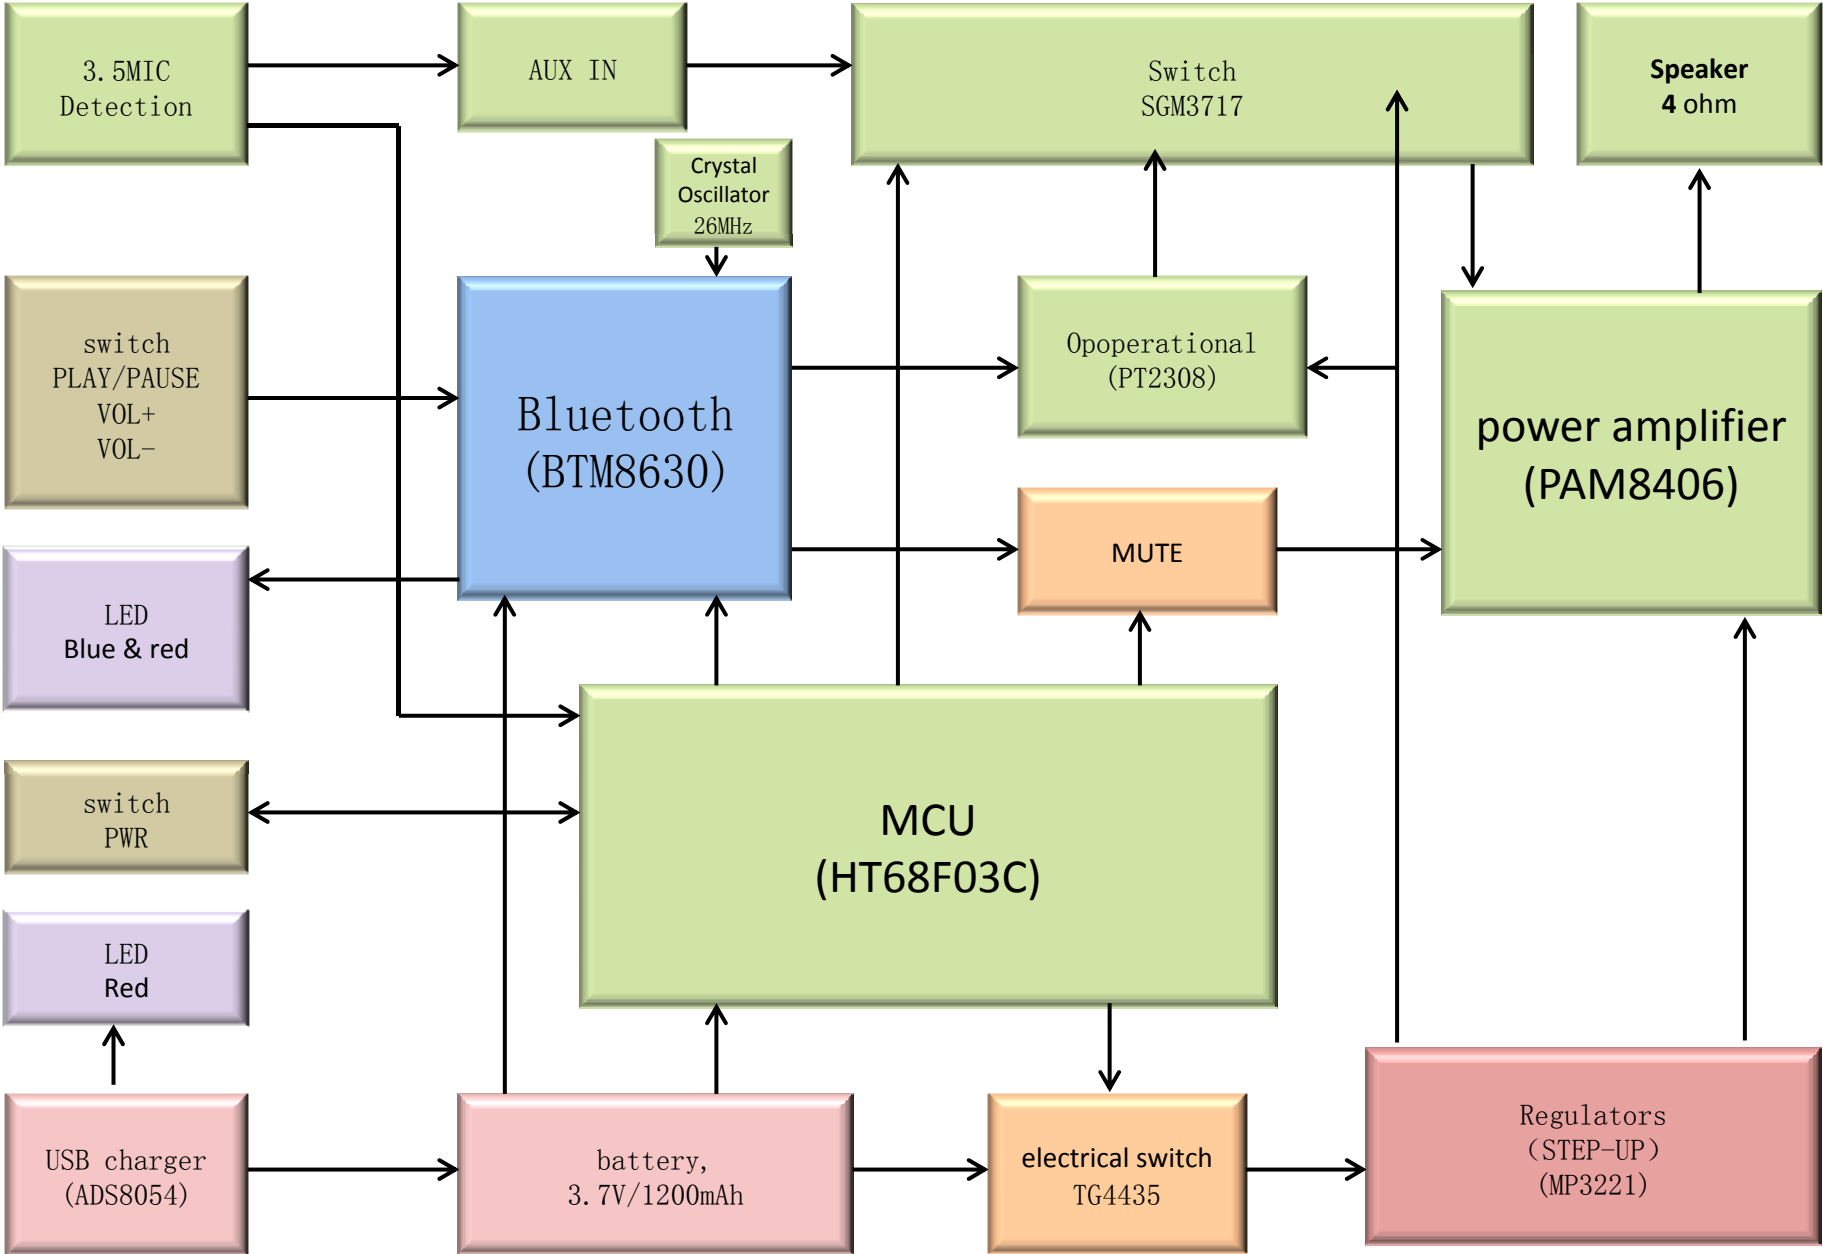 3.5MIC
Detection
AUX IN
Switch
SGM3717
Speaker
4 ohm
Crystal
Oscillator
26MHz
switch
PLAY/PAUSE
VOL+
VOL-
Bluetooth
(BTM8630)
Opoperational
(PT2308)
power amplifier
(PAM8406)
MUTE
LED
Blue & red
switch
PWR
MCU
(HT68F03C)
LED
Red
USB charger
(ADS8054)
battery,
3.7V/1200mAh
electrical switch
TG4435
Regulators
（STEP-UP）
(MP3221)